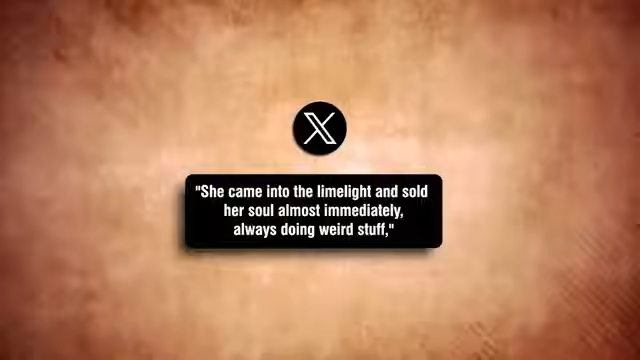 "She came into the limelight and sold
her soul almost immediately,
always doing weird stuff,"